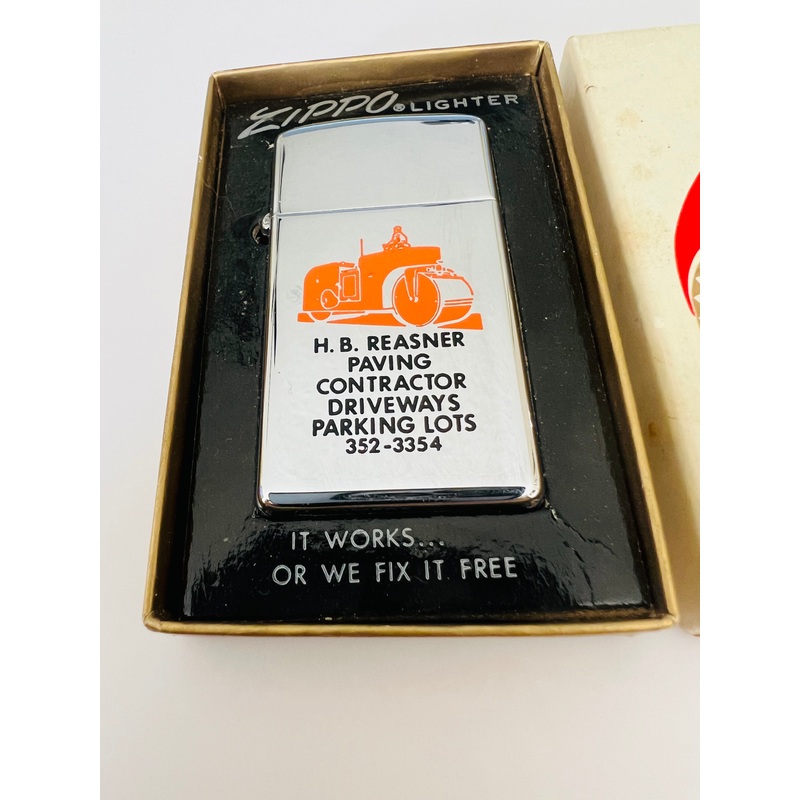 ZIPPO® LIGHTER
H. B. REASNER
PAVING
CONTRACTOR
DRIVEWAYS
PARKING LOTS
352-3354
IT WORKS...
OR WE FIX IT FREE